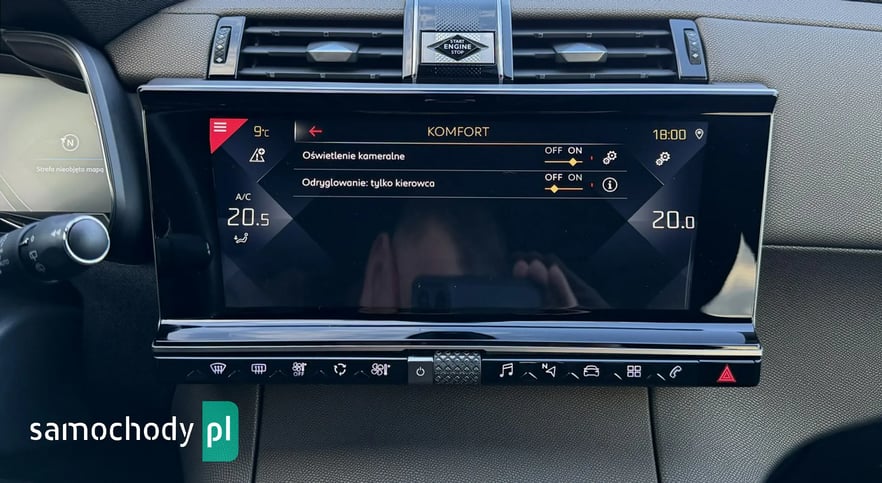 START
ENGINE
STOP
N
Strefa nieobjęta mapą
9°C
KOMFORT
18:00
Oświetlenie kameralne
OFF ON
Odryglowanie: tylko kierowca
OFF ON
A/C
20.5
20.0
OFF
N
samochody pl